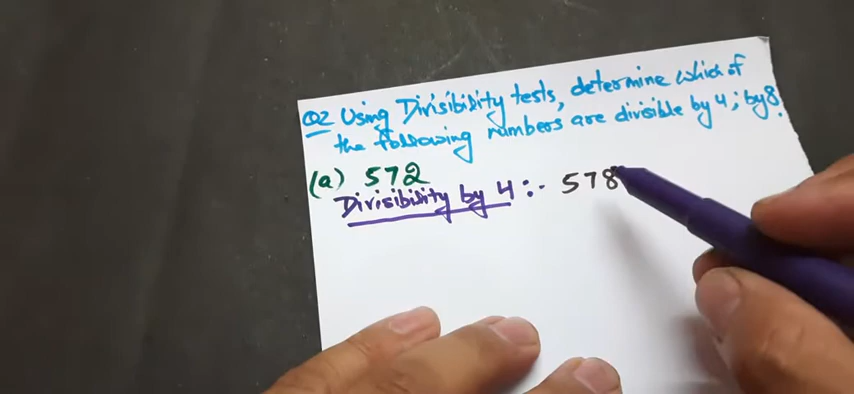 Q2 Using Divisibility tests, determine which of
the following numbers are divisible by 4; by 8.
(a) 572
Divisibility by 4 :- 578